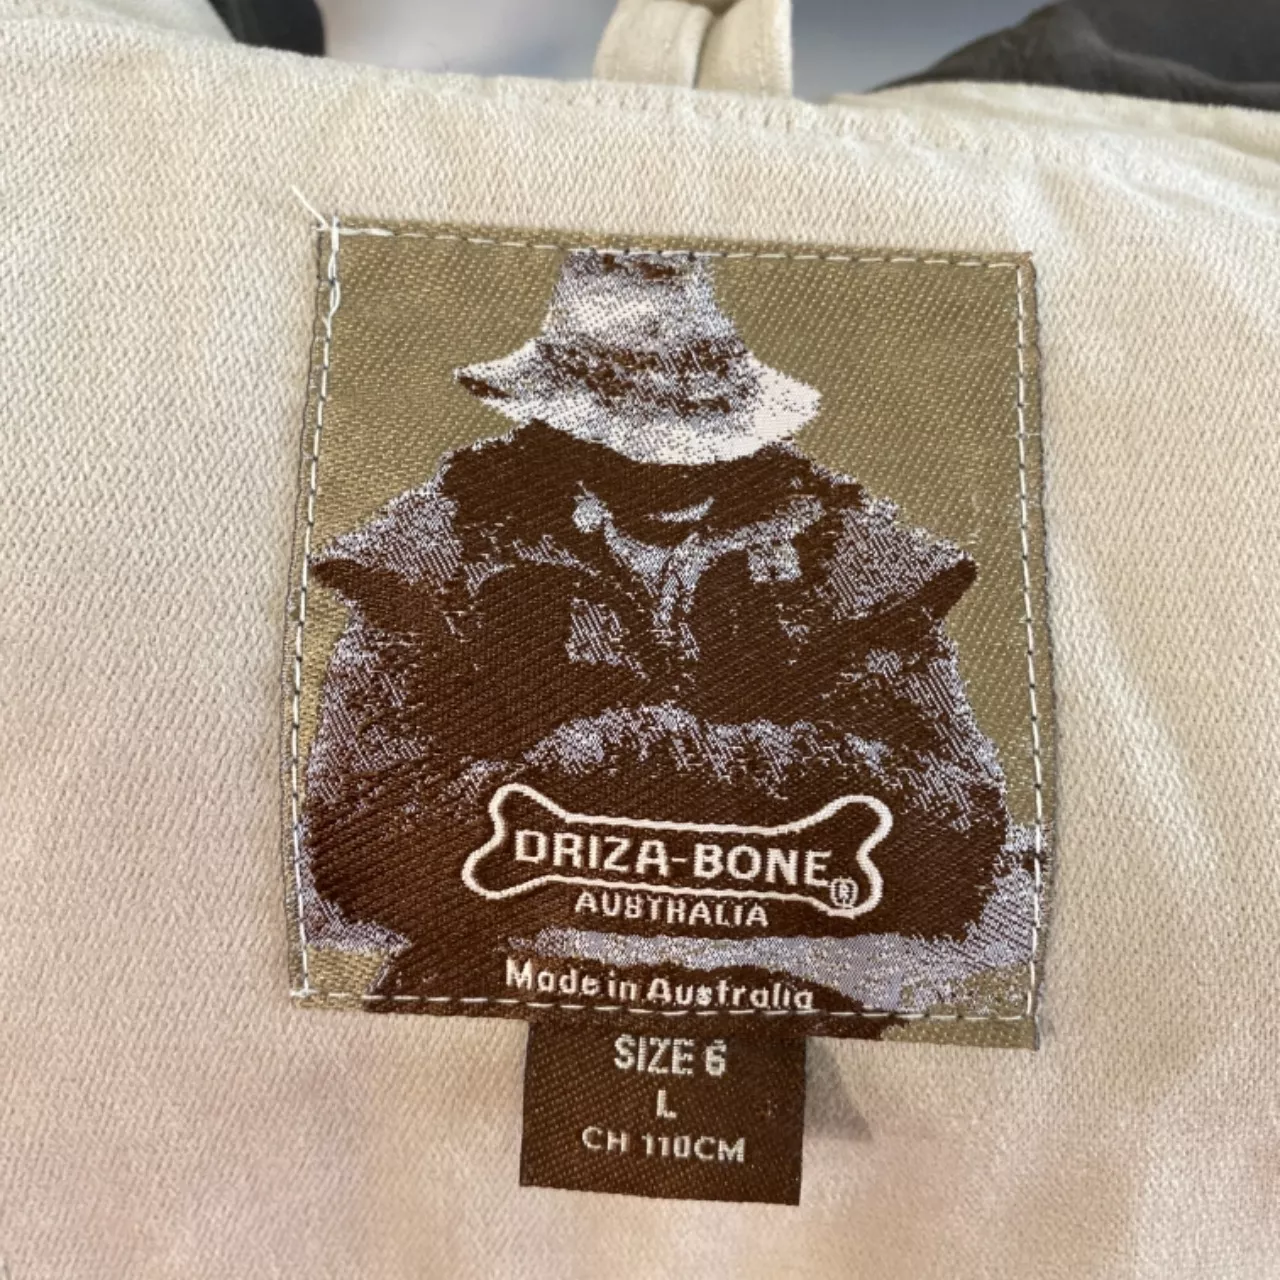 DRIZA-BONE®
AUSTRALIA
Made in Australia
SIZE 6
L
CH 110CM